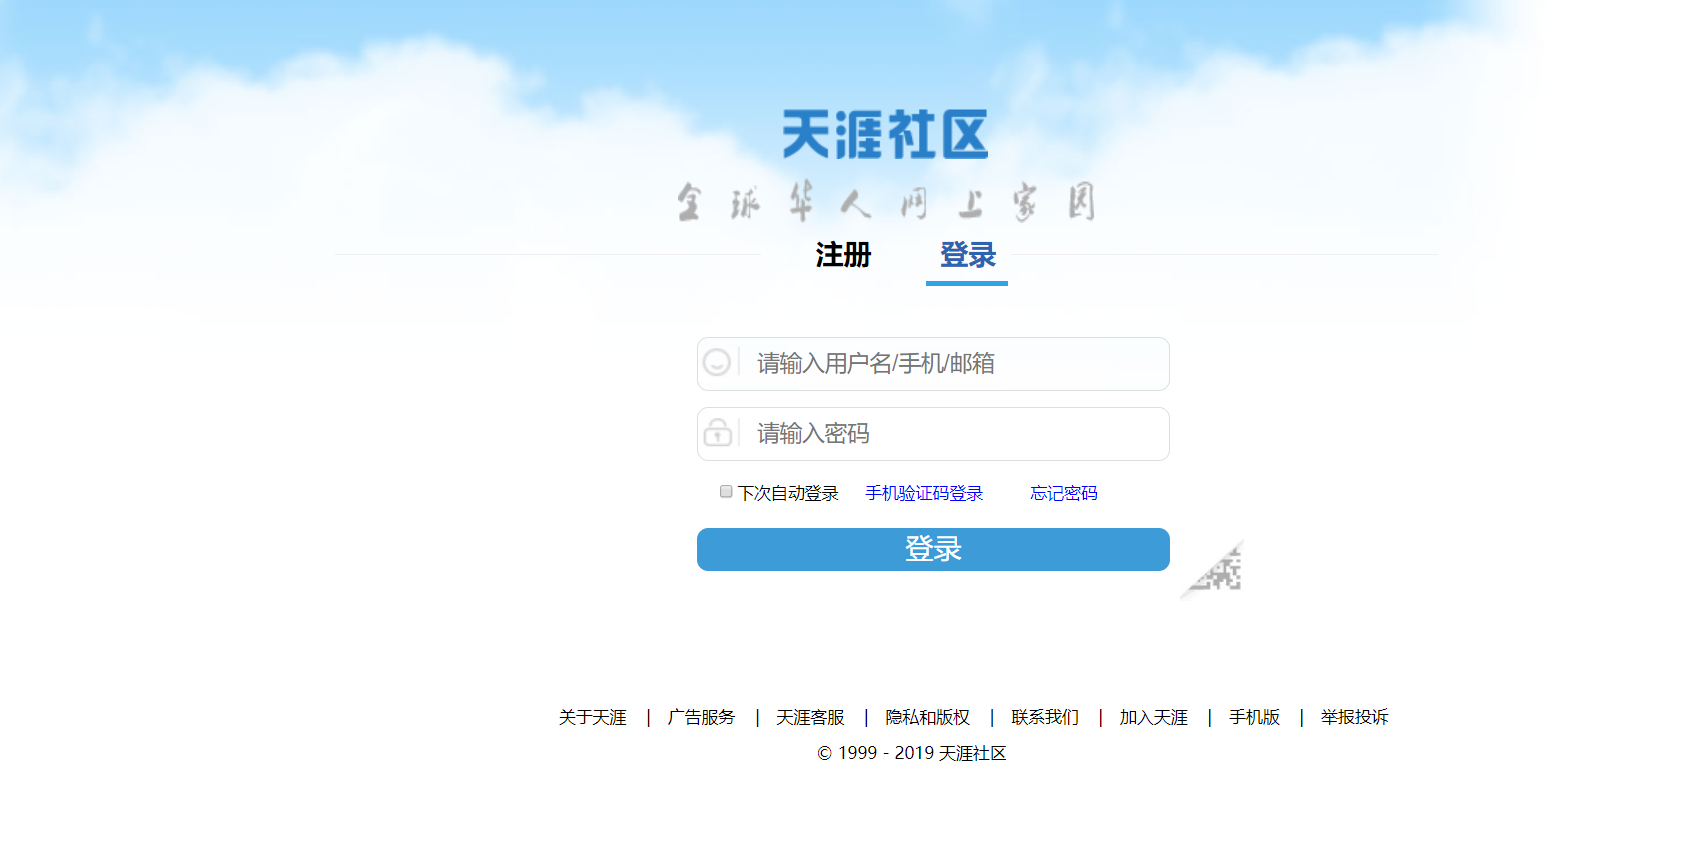 天涯社区
全球华人网上家园
注册 登录
请输入用户名/手机/邮箱
请输入密码
下次自动登录 手机验证码登录 忘记密码
登录
关于天涯 | 广告服务 | 天涯客服 | 隐私和版权 | 联系我们 | 加入天涯 | 手机版 | 举报投诉
© 1999 - 2019 天涯社区